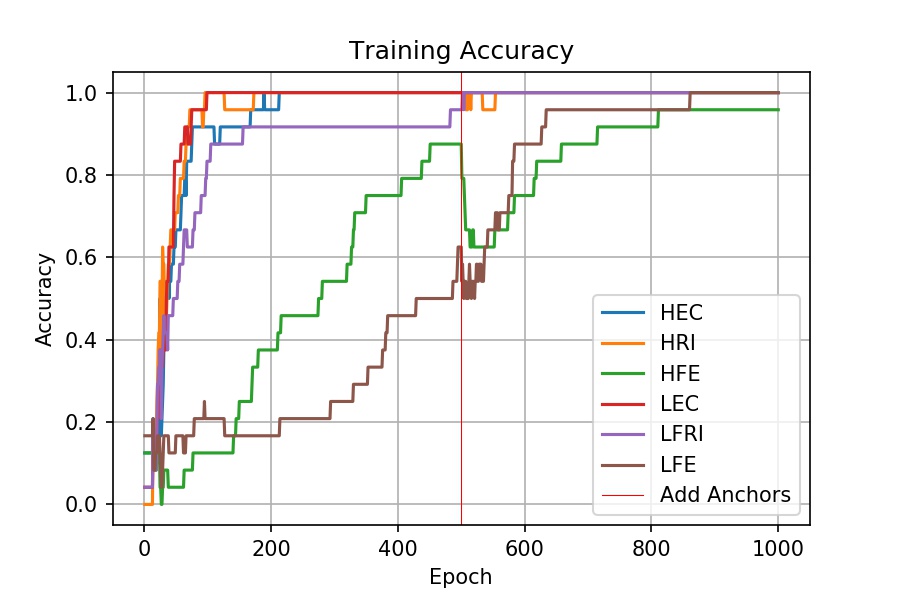 Training Accuracy
1.0
0.8
0.6
0.4
0.2
0.0
Accuracy
0 200 400 600 800 1000
Epoch
HEC
HRI
HFE
LEC
LFRI
LFE
Add Anchors